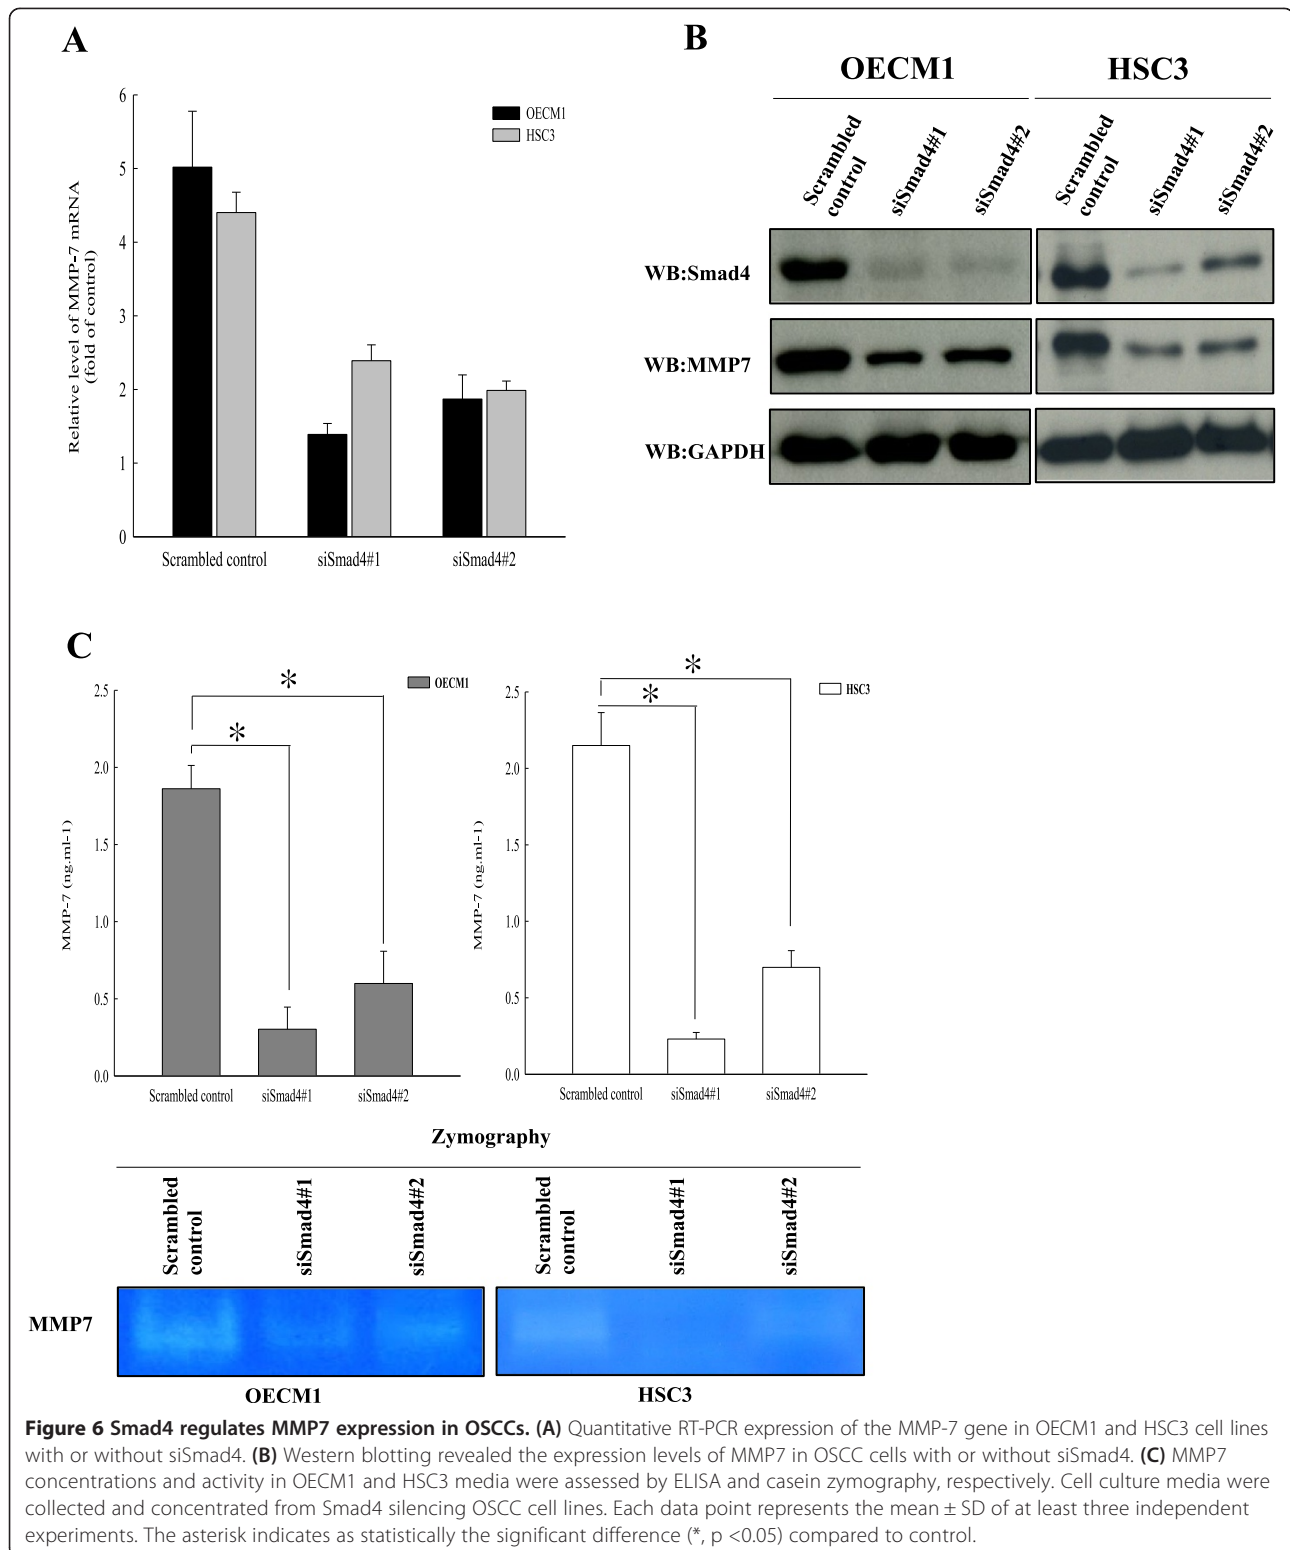 A
6
5
4
3
2
1
0
Relative level of MMP-7 mRNA
(fold of control)
OECM1
HSC3
Scrambled control
siSmad4#1
siSmad4#2
B
OECM1
HSC3
Scrambled
control
siSmad4#1
siSmad4#2
Scrambled
control
siSmad4#1
siSmad4#2
WB:Smad4
WB:MMP7
WB:GAPDH
C
2.5
2.0
1.5
1.0
0.5
0.0
MMP-7 (ng.ml-1)
OECM1
*
*
Scrambled control
siSmad4#1
siSmad4#2
2.5
2.0
1.5
1.0
0.5
0.0
MMP-7 (ng.ml-1)
HSC3
*
*
Scrambled control
siSmad4#1
siSmad4#2
Zymography
Scrambled
control
siSmad4#1
siSmad4#2
Scrambled
control
siSmad4#1
siSmad4#2
MMP7
OECM1
HSC3
Figure 6 Smad4 regulates MMP7 expression in OSCCs. (A) Quantitative RT-PCR expression of the MMP-7 gene in OECM1 and HSC3 cell lines
with or without siSmad4. (B) Western blotting revealed the expression levels of MMP7 in OSCC cells with or without siSmad4. (C) MMP7
concentrations and activity in OECM1 and HSC3 media were assessed by ELISA and casein zymography, respectively. Cell culture media were
collected and concentrated from Smad4 silencing OSCC cell lines. Each data point represents the mean ± SD of at least three independent
experiments. The asterisk indicates as statistically the significant difference (*, p <0.05) compared to control.